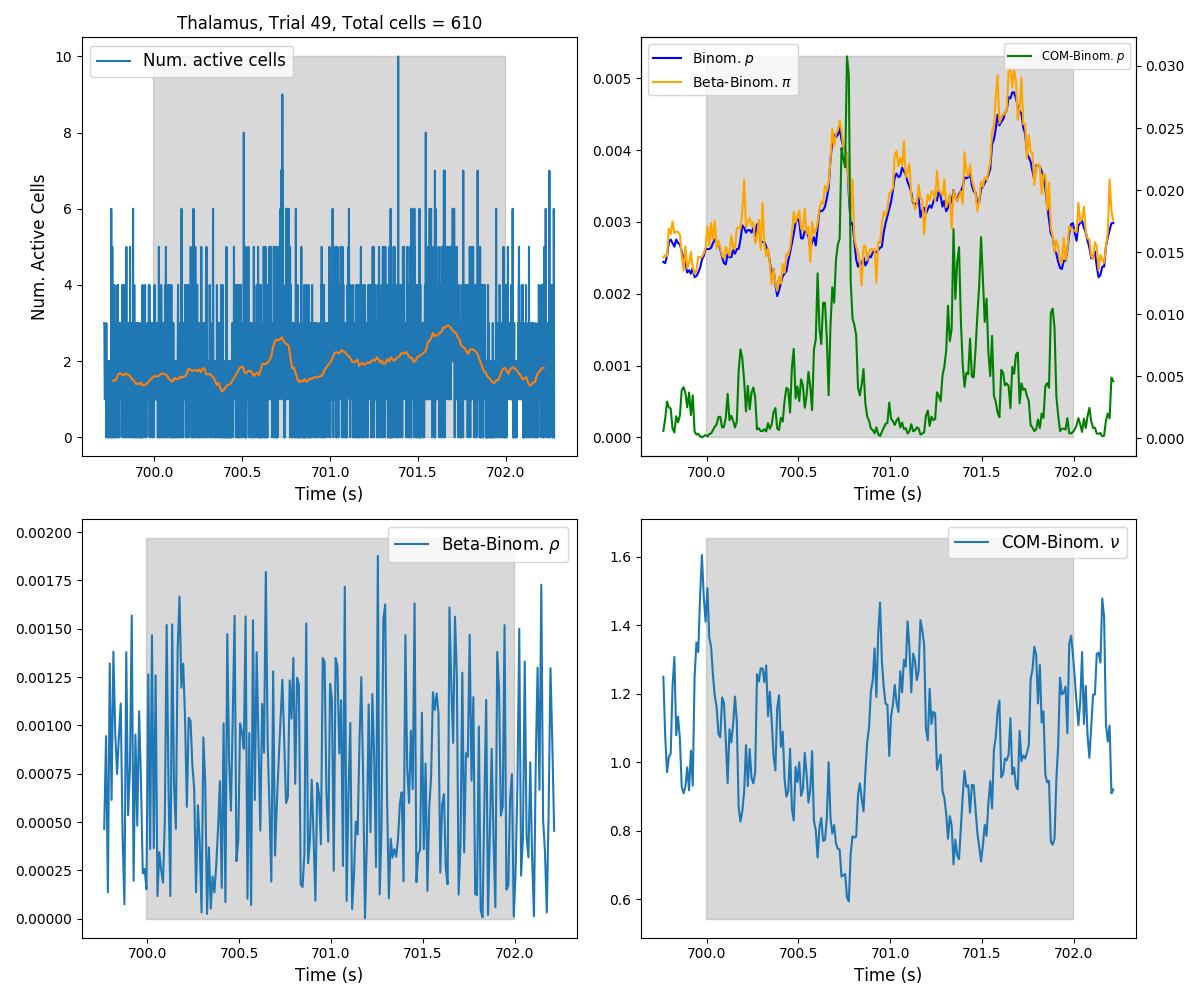 Thalamus, Trial 49, Total cells = 610
Num. active cells
Num. Active Cells
10
8
6
4
2
0
700.0 700.5 701.0 701.5 702.0
Time (s)
Binom. p
Beta-Binom. π
COM-Binom. p
0.005
0.004
0.003
0.002
0.001
0.000
0.030
0.025
0.020
0.015
0.010
0.005
0.000
700.0 700.5 701.0 701.5 702.0
Time (s)
Beta-Binom. ρ
0.00200
0.00175
0.00150
0.00125
0.00100
0.00075
0.00050
0.00025
0.00000
700.0 700.5 701.0 701.5 702.0
Time (s)
COM-Binom. ν
1.6
1.4
1.2
1.0
0.8
0.6
700.0 700.5 701.0 701.5 702.0
Time (s)